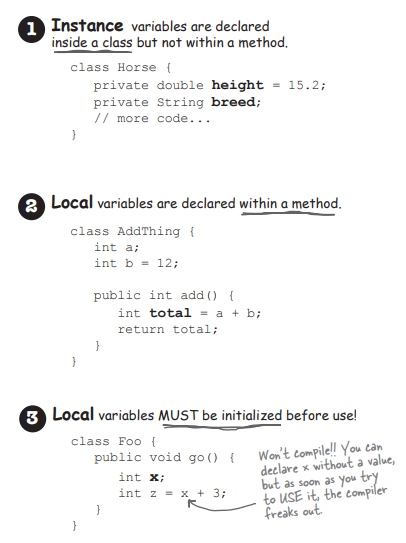 1 Instance variables are declared
inside a class but not within a method.
class Horse {
private double height = 15.2;
private String breed;
// more code...
}
2 Local variables are declared within a method.
class AddThing {
int a;
int b = 12;
public int add() {
int total = a + b;
return total;
}
}
3 Local variables MUST be initialized before use!
class Foo {
public void go() {
int x;
int z = x + 3;
}
}
Won't compile!! You can
declare x without a value,
but as soon as you try
to USE it, the compiler
freaks out.